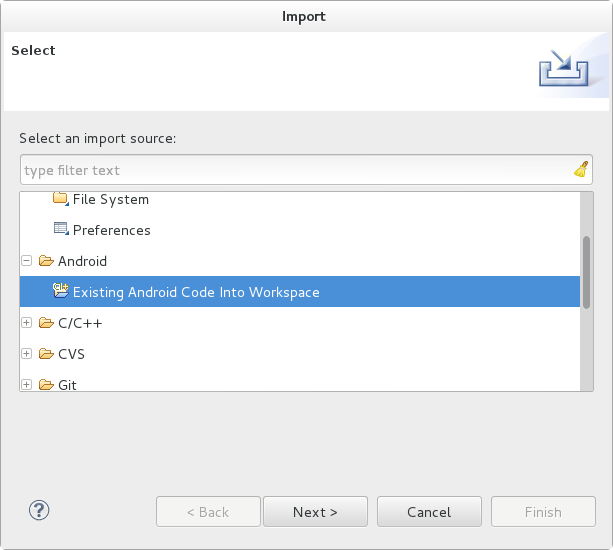 Import
Select
Select an import source:
type filter text
File System
Preferences
Android
Existing Android Code Into Workspace
C/C++
CVS
Git
?
< Back
Next >
Cancel
Finish